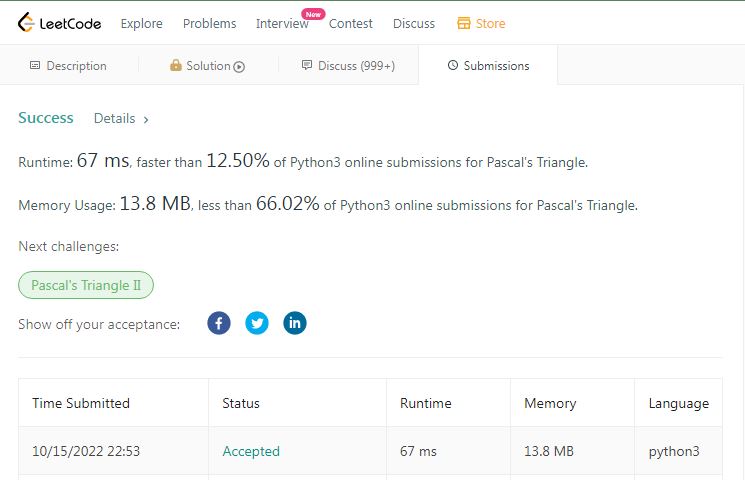 LeetCode Explore Problems Interview New Contest Discuss Store
Description Solution Discuss (999+) Submissions
Success Details ›
Runtime: 67 ms, faster than 12.50% of Python3 online submissions for Pascal's Triangle.
Memory Usage: 13.8 MB, less than 66.02% of Python3 online submissions for Pascal's Triangle.
Next challenges:
Pascal's Triangle II
Show off your acceptance:
Time Submitted Status Runtime Memory Language
10/15/2022 22:53 Accepted 67 ms 13.8 MB python3